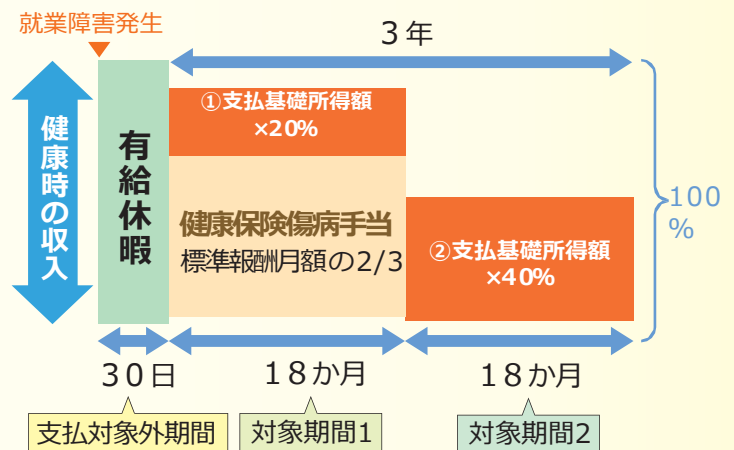 就業障害発生
3年
健康時の収入
有給休暇
①支払基礎所得額
×20%
健康保険傷病手当
標準報酬月額の2/3
②支払基礎所得額
×40%
100
%
30日
18か月
18か月
支払対象外期間
対象期間1
対象期間2